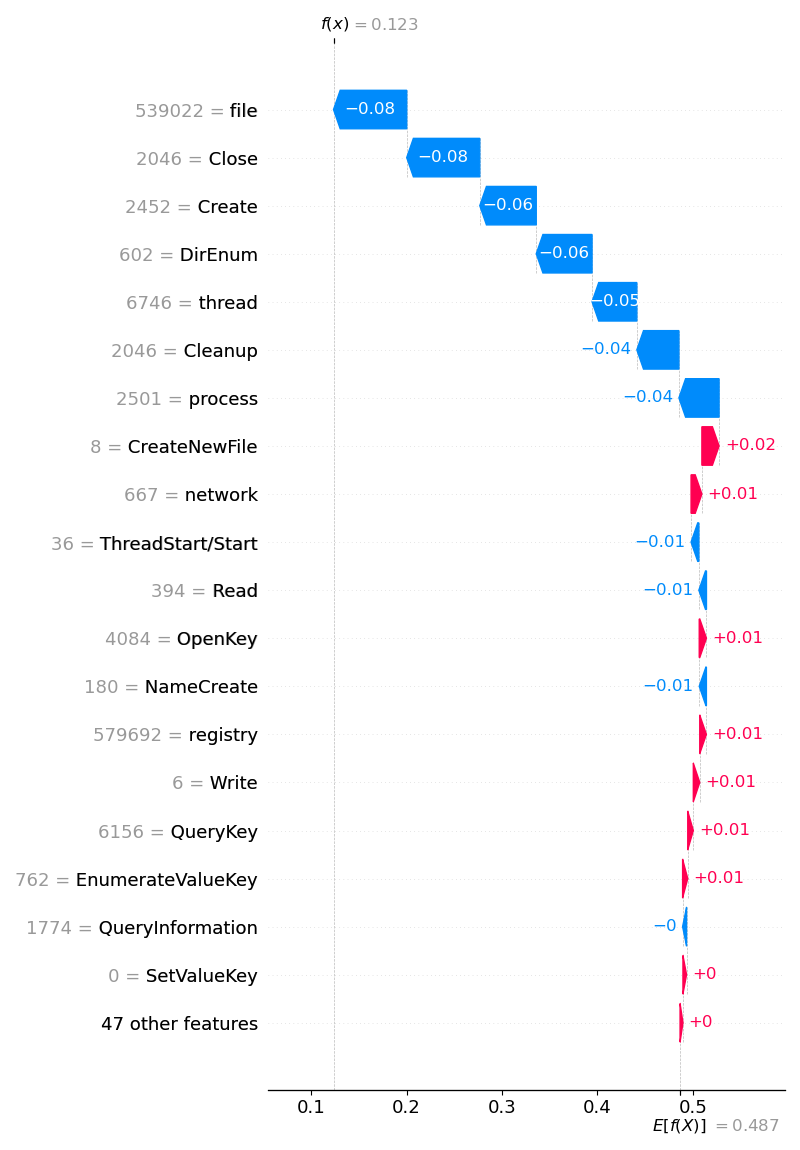 f(x) = 0.123
539022 = file −0.08
2046 = Close −0.08
2452 = Create −0.06
602 = DirEnum −0.06
6746 = thread −0.05
2046 = Cleanup −0.04
2501 = process −0.04
8 = CreateNewFile +0.02
667 = network +0.01
36 = ThreadStart/Start −0.01
394 = Read −0.01
4084 = OpenKey +0.01
180 = NameCreate −0.01
579692 = registry +0.01
6 = Write +0.01
6156 = QueryKey +0.01
762 = EnumerateValueKey +0.01
1774 = QueryInformation −0
0 = SetValueKey +0
47 other features +0
0.1 0.2 0.3 0.4 0.5
E[f(X)] = 0.487